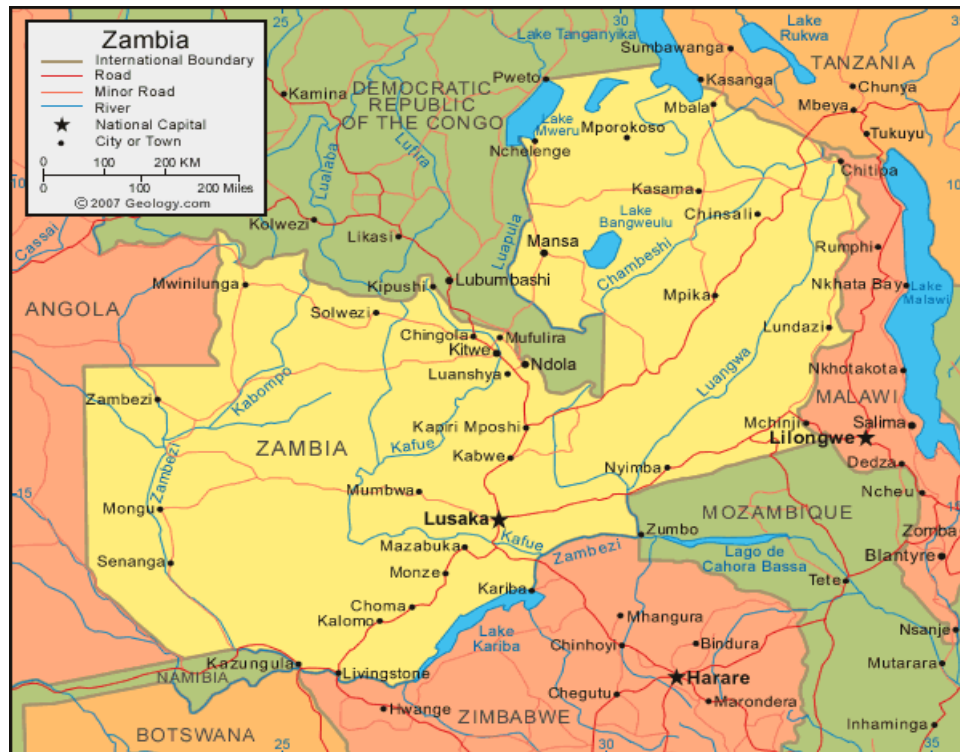 Zambia
International Boundary
Road
Minor Road
River
National Capital
City or Town
0 100 200 KM
0 100 200 Miles
© 2007 Geology.com
25
30
Lake
Rukwa
Lake Tanganyika
Sumbawanga
TANZANIA
Pweto
Kasanga
Chunya
Kamina
DEMOCRATIC
REPUBLIC
OF THE CONGO
Mbala
Mbeya
Lake
Mweru
Mporokoso
Tukuyu
Nchelenge
Lufira
Lualaba
10
Chitipa
10
Kasama
Kolwezi
Lake
Bangweulu
Chinsali
Likasi
Cassai
Luapula
Mansa
Chambeshi
Rumphi
Lubumbashi
Mwinilunga
Kipushi
Nkhata Bay
Lake
Malawi
Mpika
ANGOLA
Solwezi
Lundazi
Chingola
Mufulira
Kitwe
Ndola
Luanshya
Luangwa
Nkhotakota
Kabompo
Zambezi
MALAWI
Kapiri Mposhi
Mchinji
Salima
Lilongwe
ZAMBIA
Kafue
Kabwe
Nyimba
Dedza
Zambezi
15
Mumbwa
Ncheu
15
Mongu
MOZAMBIQUE
Lusaka
Zumbo
Zomba
Kafue
Mazabuka
Zambezi
Lago de
Cahora Bassa
Blantyre
Senanga
Monze
Kariba
Tete
Choma
Mhangura
Kalomo
Lake
Kariba
Chinhoyi
Bindura
Nsanje
Kazungula
Mutarara
NAMIBIA
Livingstone
Harare
Chegutu
Marondera
Hwange
ZIMBABWE
Inhaminga
BOTSWANA
25
30
35